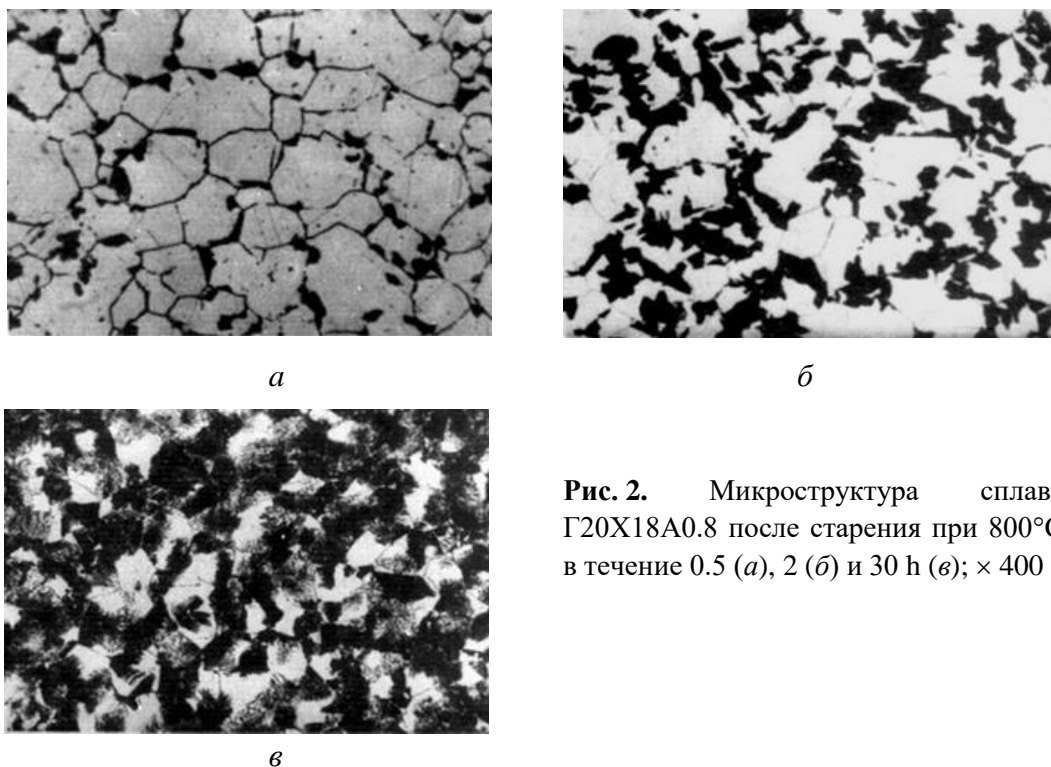 а
б
в
Рис. 2. Микроструктура сплав
Г20Х18А0.8 после старения при 800°С
в течение 0.5 (а), 2 (б) и 30 h (в); × 400